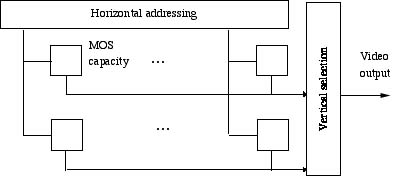 Horizontal addressing
MOS
capacity
...
Video
output
Vertical selection
...